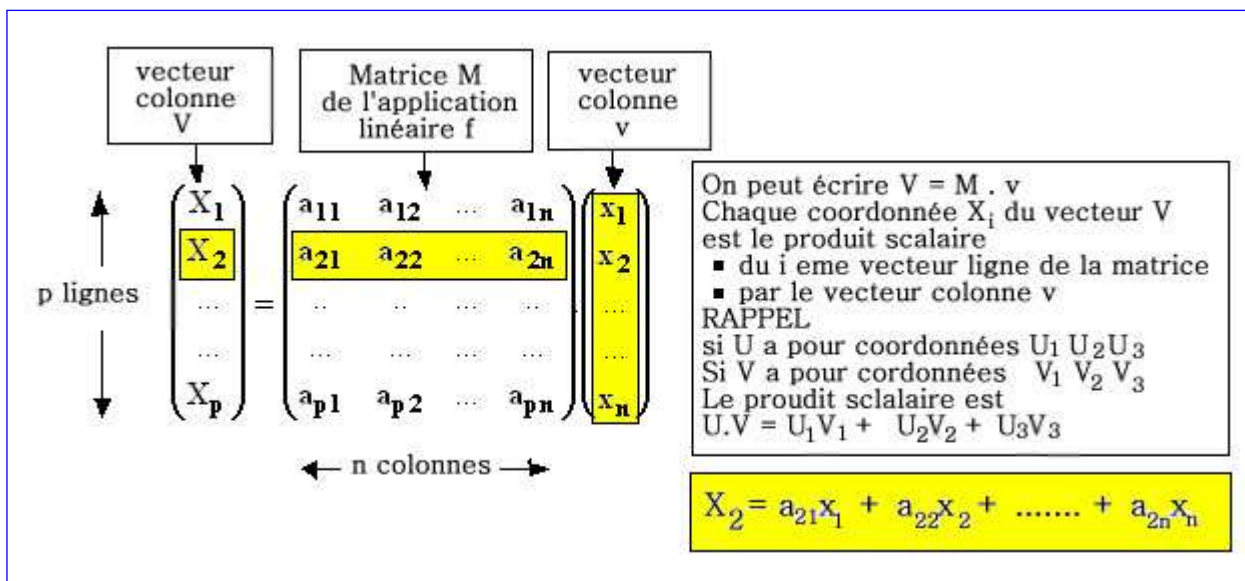 vecteur
colonne
V
Matrice M
de l'application
linéaire f
vecteur
colonne
v
p lignes
X1 a11 a12 ... a1n x1
X2 a21 a22 ... a2n x2
... = .. .. ... .. . ...
... ... ... ... ... ...
Xp ap1 ap2 ... apn xn
n colonnes
On peut écrire V = M . v
Chaque coordonnée Xi du vecteur V
est le produit scalaire
▪ du i eme vecteur ligne de la matrice
▪ par le vecteur colonne v
RAPPEL
si U a pour coordonnées U1 U2 U3
Si V a pour cordonnées V1 V2 V3
Le proudit sclalaire est
U.V = U1V1 + U2V2 + U3V3
X2 = a21x1 + a22x2 + ....... + a2nxn